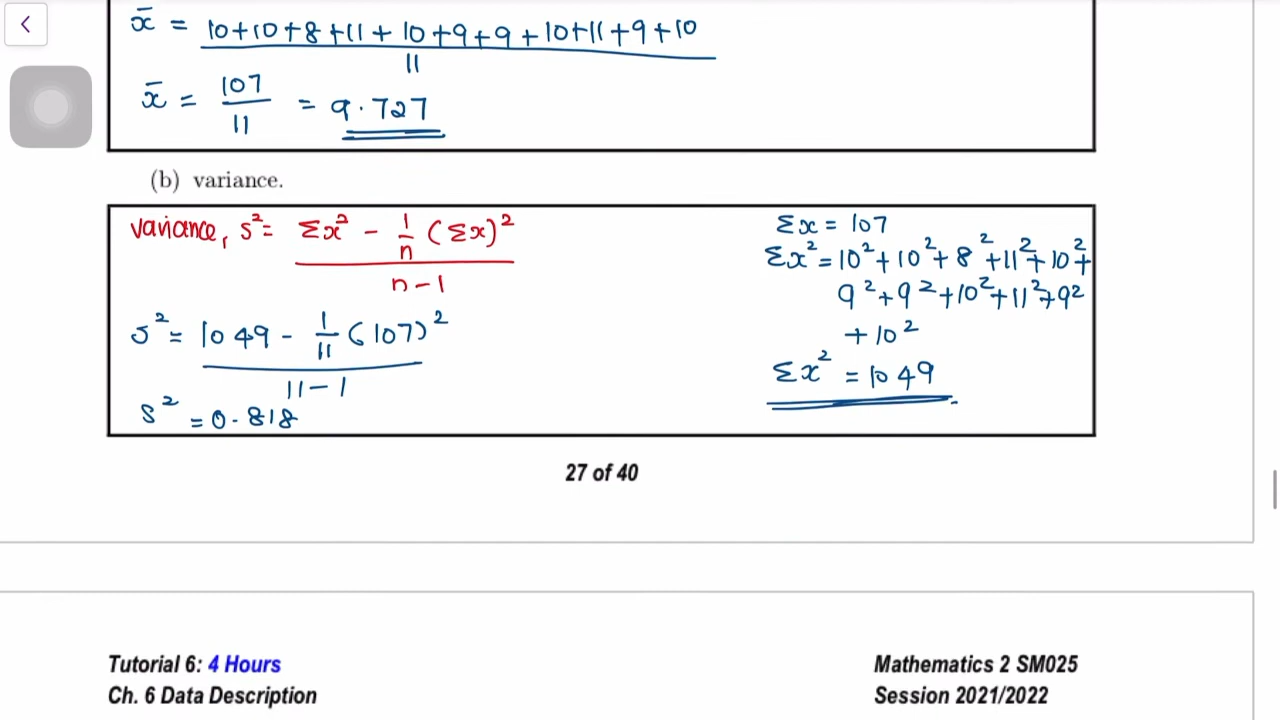 x̄ = 10+10+8+11+10+9+9+10+11+9+10
11
x̄ = 107/11 = 9.727
(b) variance.
variance, s² = Σx² - 1/n (Σx)²
n-1
s² = 1049 - 1/11 (107)²
11-1
s² = 0.818
Σx = 107
Σx² = 10²+10²+8²+11²+10²+
9²+9²+10²+11²+9²
+10²
Σx² = 1049
27 of 40
Tutorial 6: 4 Hours
Ch. 6 Data Description
Mathematics 2 SM025
Session 2021/2022